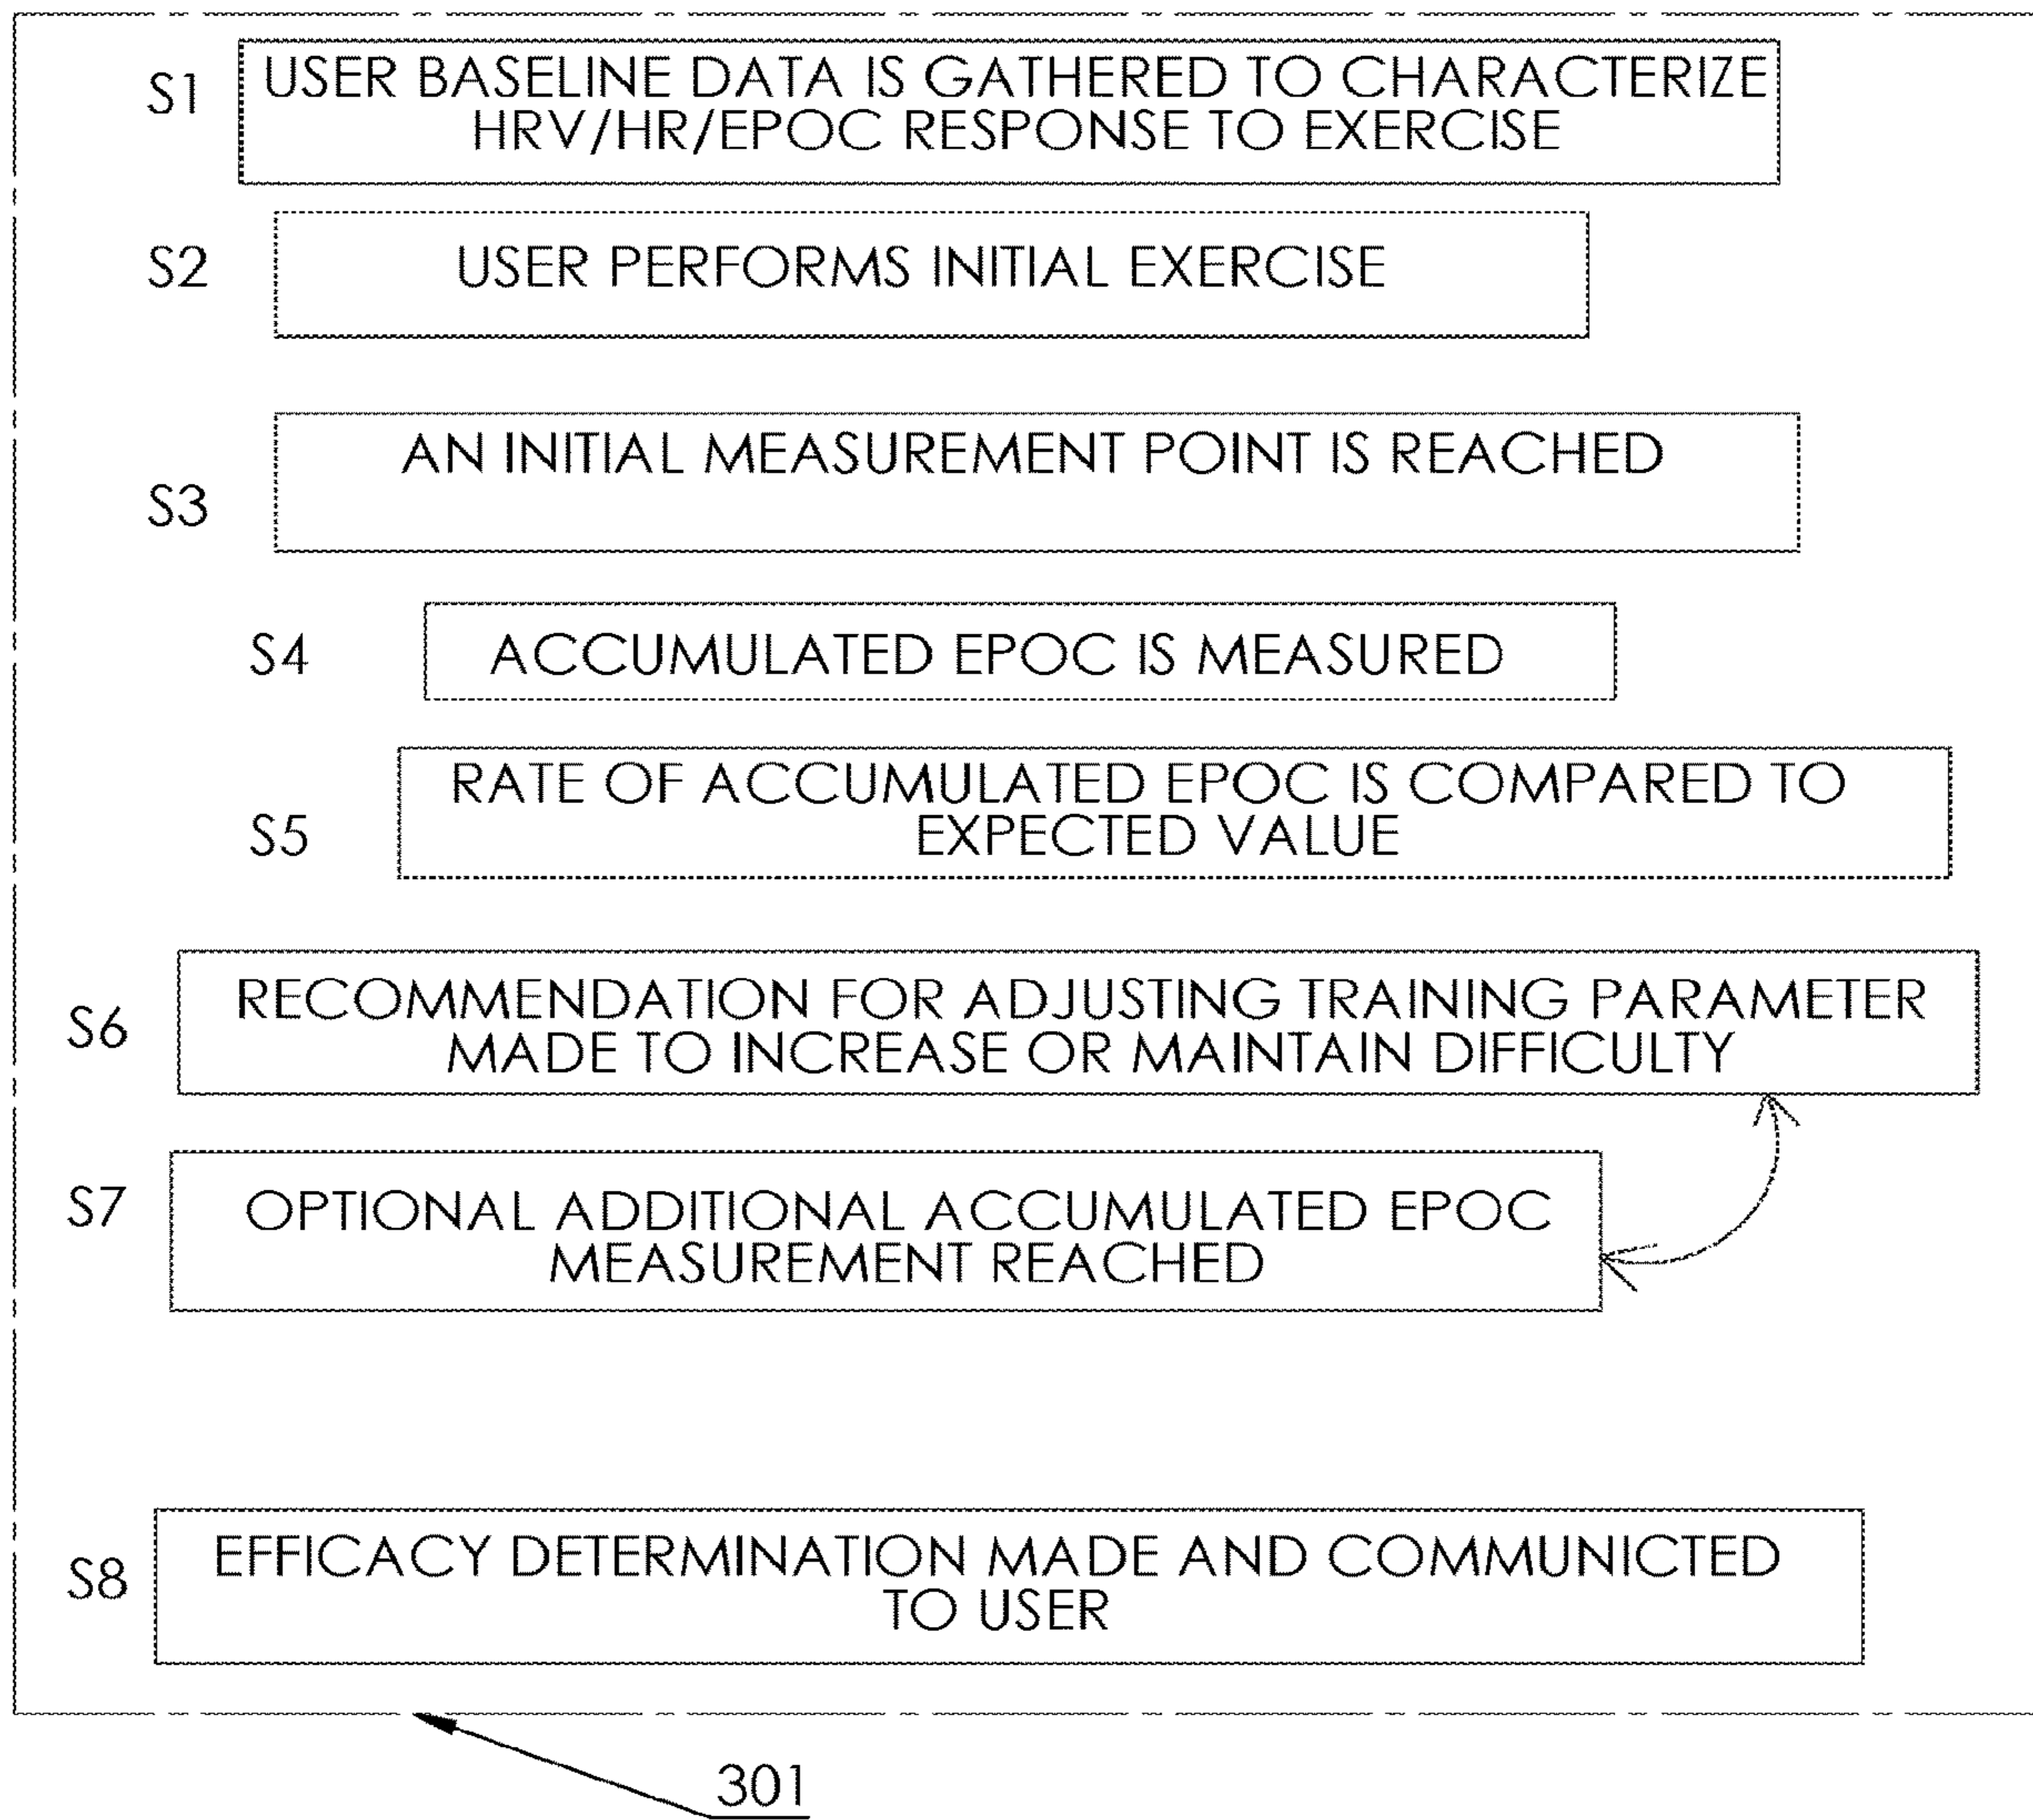 S1
USER BASELINE DATA IS GATHERED TO CHARACTERIZE
HRV/HR/EPOC RESPONSE TO EXERCISE
S2
USER PERFORMS INITIAL EXERCISE
AN INITIAL MEASUREMENT POINT IS REACHED
S3
S4
ACCUMULATED EPOC IS MEASURED
RATE OF ACCUMULATED EPOC IS COMPARED TO
S5
EXPECTED VALUE
S6
RECOMMENDATION FOR ADJUSTING TRAINING PARAMETER
MADE TO INCREASE OR MAINTAIN DIFFICULTY
S7
OPTIONAL ADDITIONAL ACCUMULATED EPOC
MEASUREMENT REACHED
S8
EFFICACY DETERMINATION MADE AND COMMUNICTED
TO USER
301